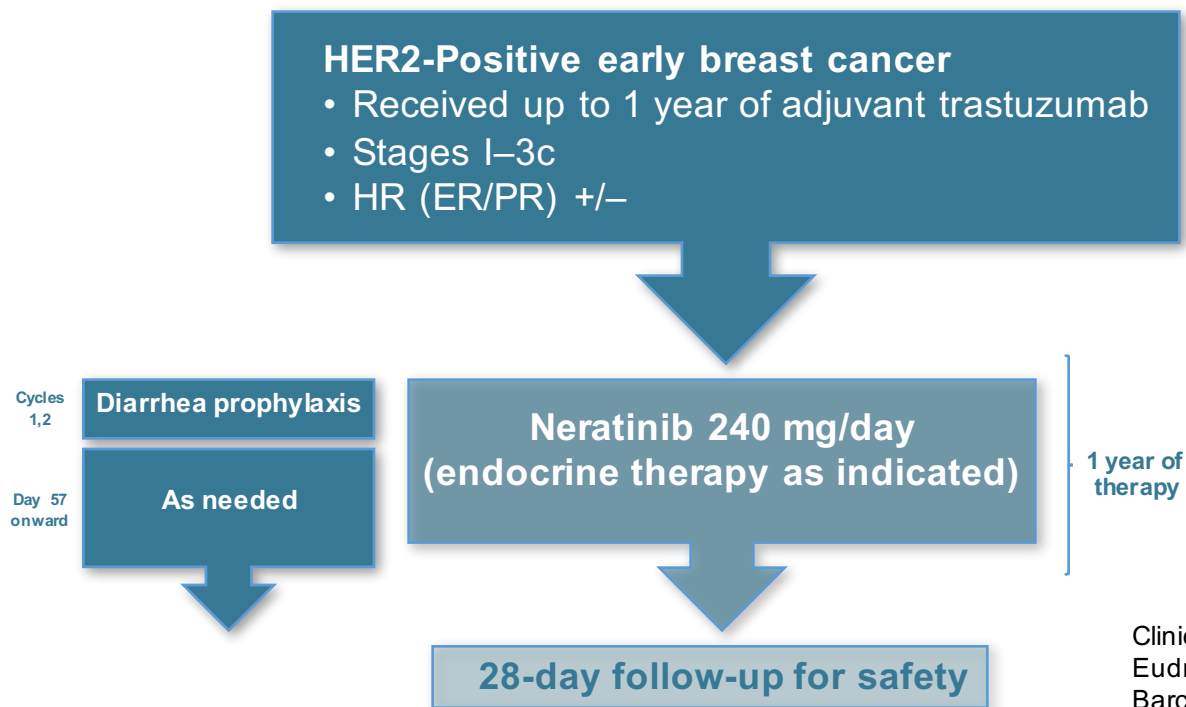 HER2-Positive early breast cancer
• Received up to 1 year of adjuvant trastuzumab
• Stages I–3c
• HR (ER/PR) +/–
Cycles
1,2
Diarrhea prophylaxis
Day 57
onward
As needed
Neratinib 240 mg/day
(endocrine therapy as indicated)
1 year of
therapy
28-day follow-up for safety